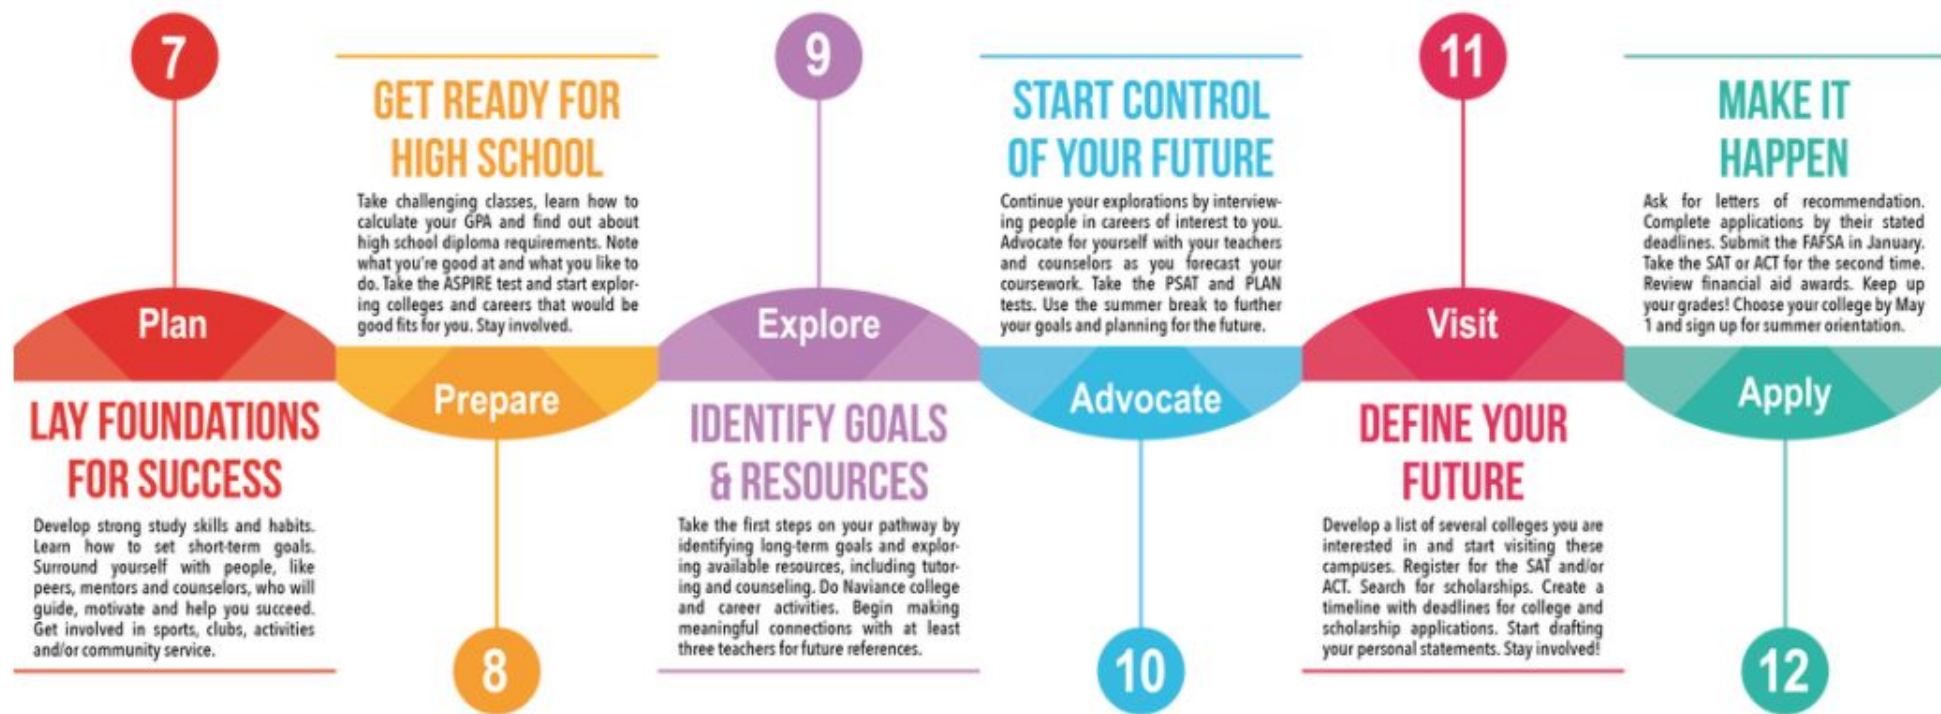 7
Plan
LAY FOUNDATIONS
FOR SUCCESS
Develop strong study skills and habits.
Learn how to set short-term goals.
Surround yourself with people, like
peers, mentors and counselors, who will
guide, motivate and help you succeed.
Get involved in sports, clubs, activities
and/or community service.
GET READY FOR
HIGH SCHOOL
Take challenging classes, learn how to
calculate your GPA and find out about
high school diploma requirements. Note
what you're good at and what you like to
do. Take the ASPIRE test and start explor-
ing colleges and careers that would be
good fits for you. Stay involved.
Prepare
8
9
Explore
IDENTIFY GOALS
& RESOURCES
Take the first steps on your pathway by
identifying long-term goals and explor-
ing available resources, including tutor-
ing and counseling. Do Naviance college
and career activities. Begin making
meaningful connections with at least
three teachers for future references.
START CONTROL
OF YOUR FUTURE
Continue your explorations by interview-
ing people in careers of interest to you.
Advocate for yourself with your teachers
and counselors as you forecast your
coursework. Take the PSAT and PLAN
tests. Use the summer break to further
your goals and planning for the future.
Advocate
10
11
Visit
DEFINE YOUR
FUTURE
Develop a list of several colleges you are
interested in and start visiting these
campuses. Register for the SAT and/or
ACT. Search for scholarships. Create a
timeline with deadlines for college and
scholarship applications. Start drafting
your personal statements. Stay involved!
MAKE IT
HAPPEN
Ask for letters of recommendation.
Complete applications by their stated
deadlines. Submit the FAFSA in January.
Take the SAT or ACT for the second time.
Review financial aid awards. Keep up
your grades! Choose your college by May
1 and sign up for summer orientation.
Apply
12